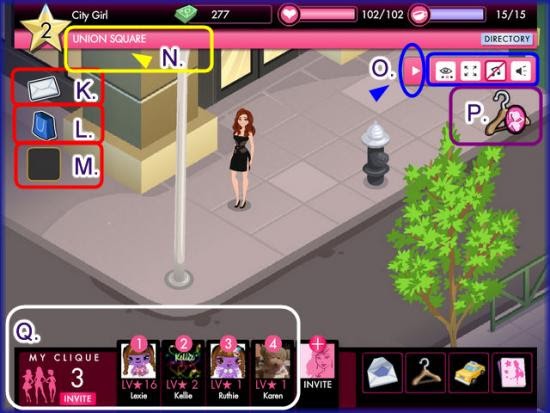 City Girl
277
102/102
15/15
2
UNION SQUARE
DIRECTORY
N.
O.
K.
L.
M.
P.
Q.
MY CLIQUE
3
INVITE
1
LV★16
Lexie
2
Kellie
LV★ 2
Kellie
3
LV★ 1
Ruthie
4
LV★ 1
Karen
+
INVITE